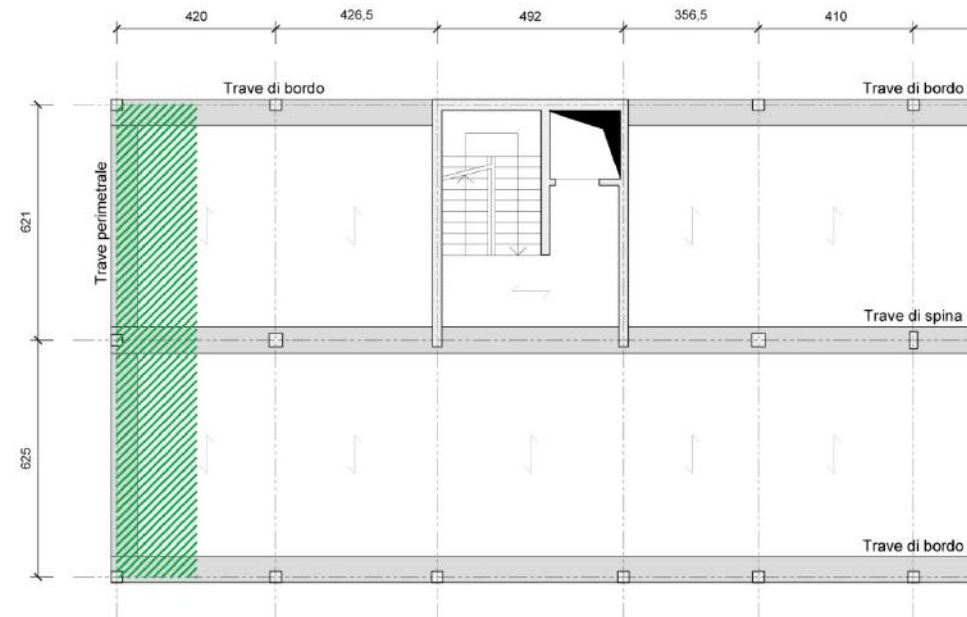 420
426,5
492
356,5
410
Trave di bordo
Trave di bordo
Trave perimetrale
621
Trave di spina
625
Trave di bordo